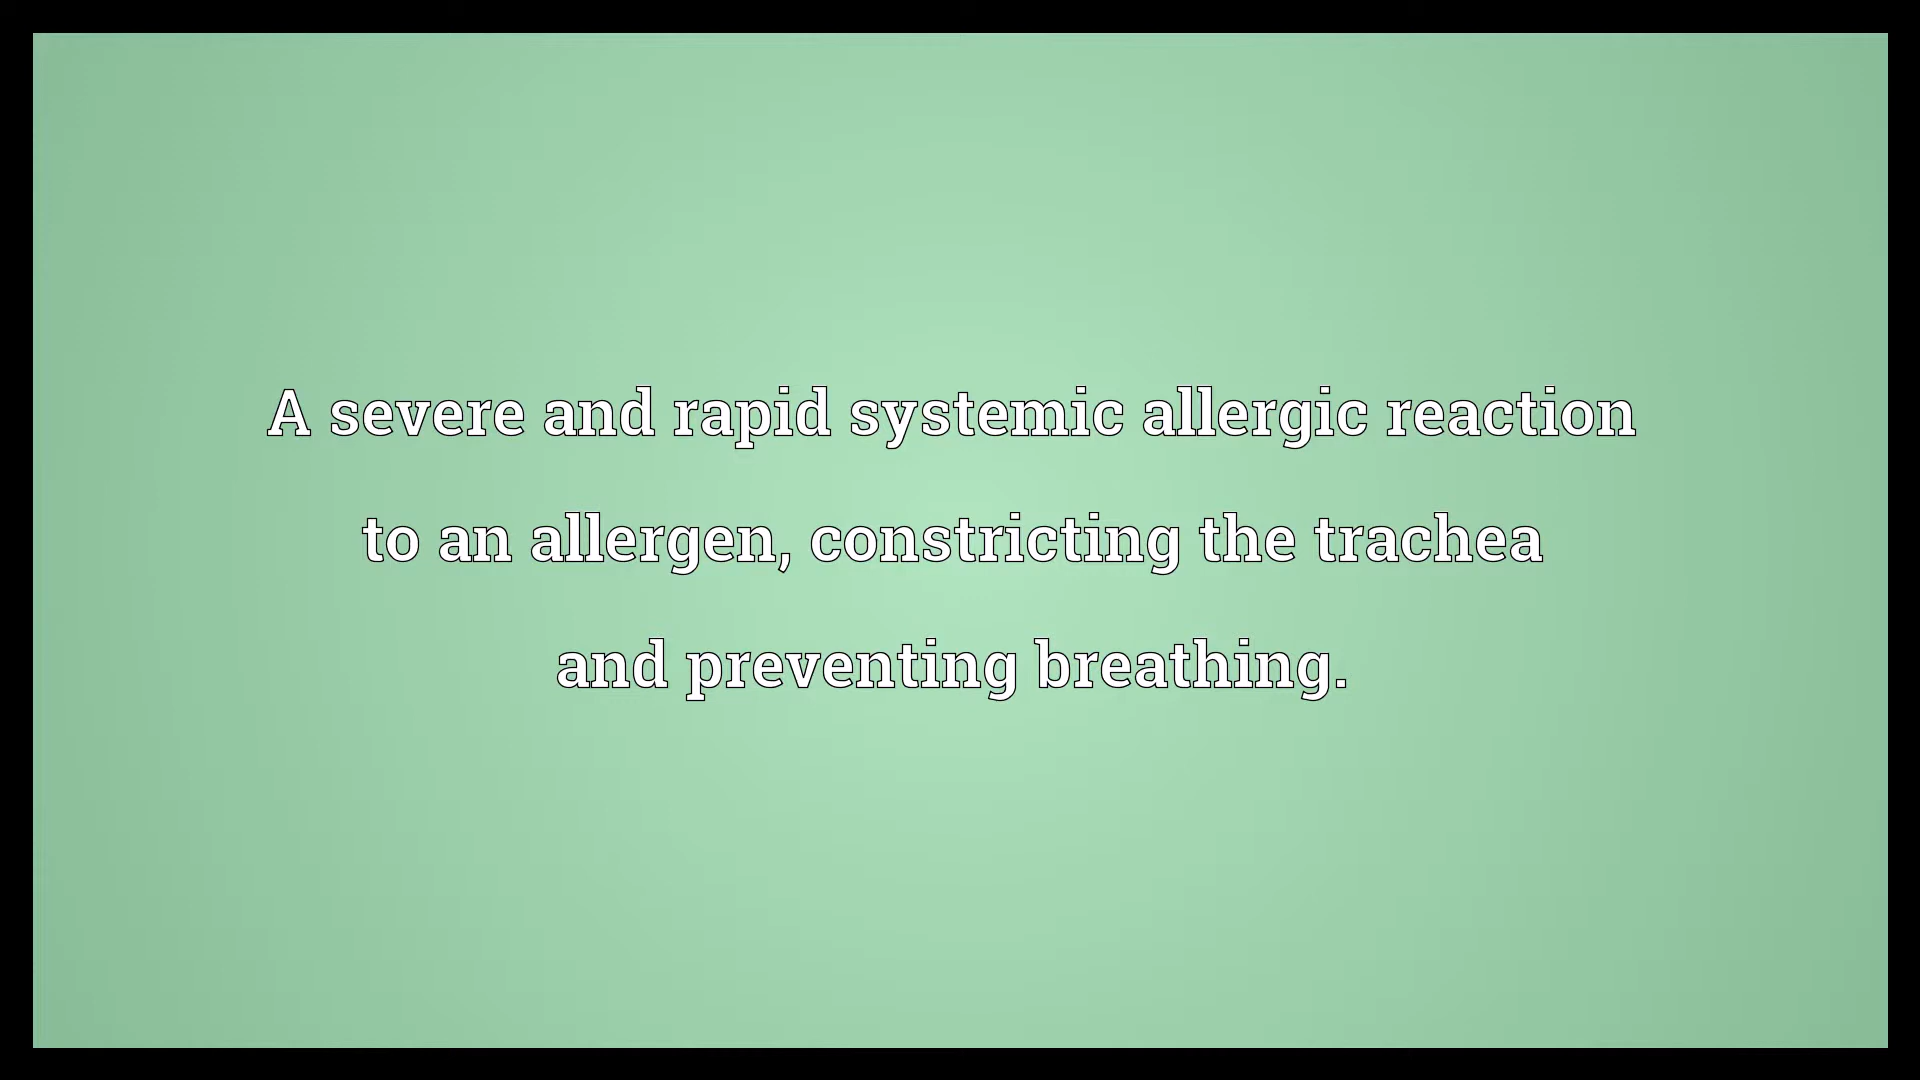 A severe and rapid systemic allergic reaction
to an allergen, constricting the trachea
and preventing breathing.